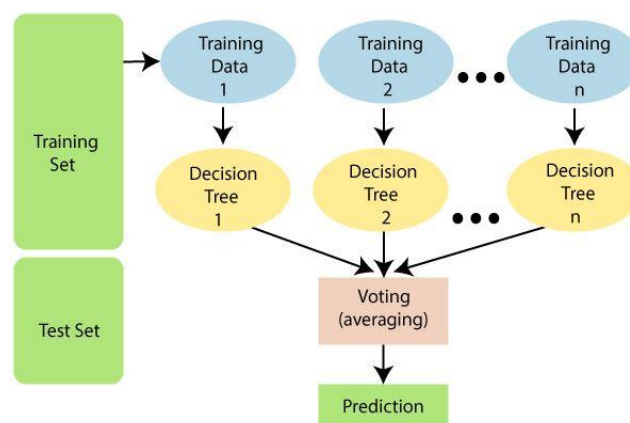 Training
Set
Test Set
Training
Data
1
Training
Data
2
Training
Data
n
Decision
Tree
1
Decision
Tree
2
Decision
Tree
n
Voting
(averaging)
Prediction